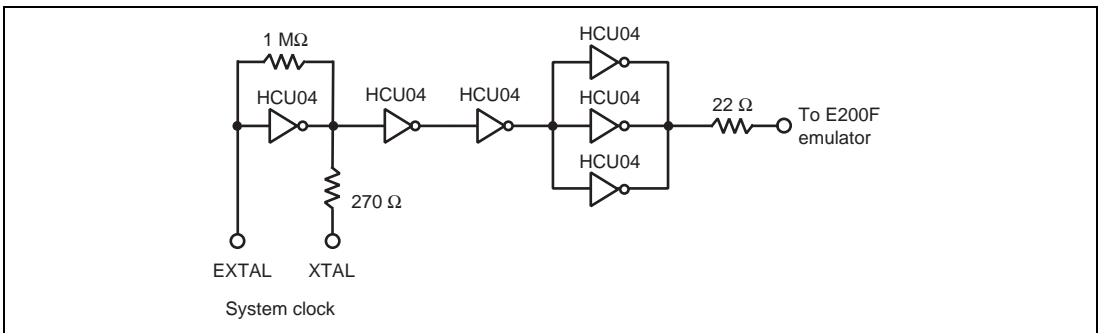 HCU04
1 MΩ
HCU04
HCU04
HCU04
HCU04
22 Ω
To E200F
emulator
HCU04
270 Ω
EXTAL
XTAL
System clock